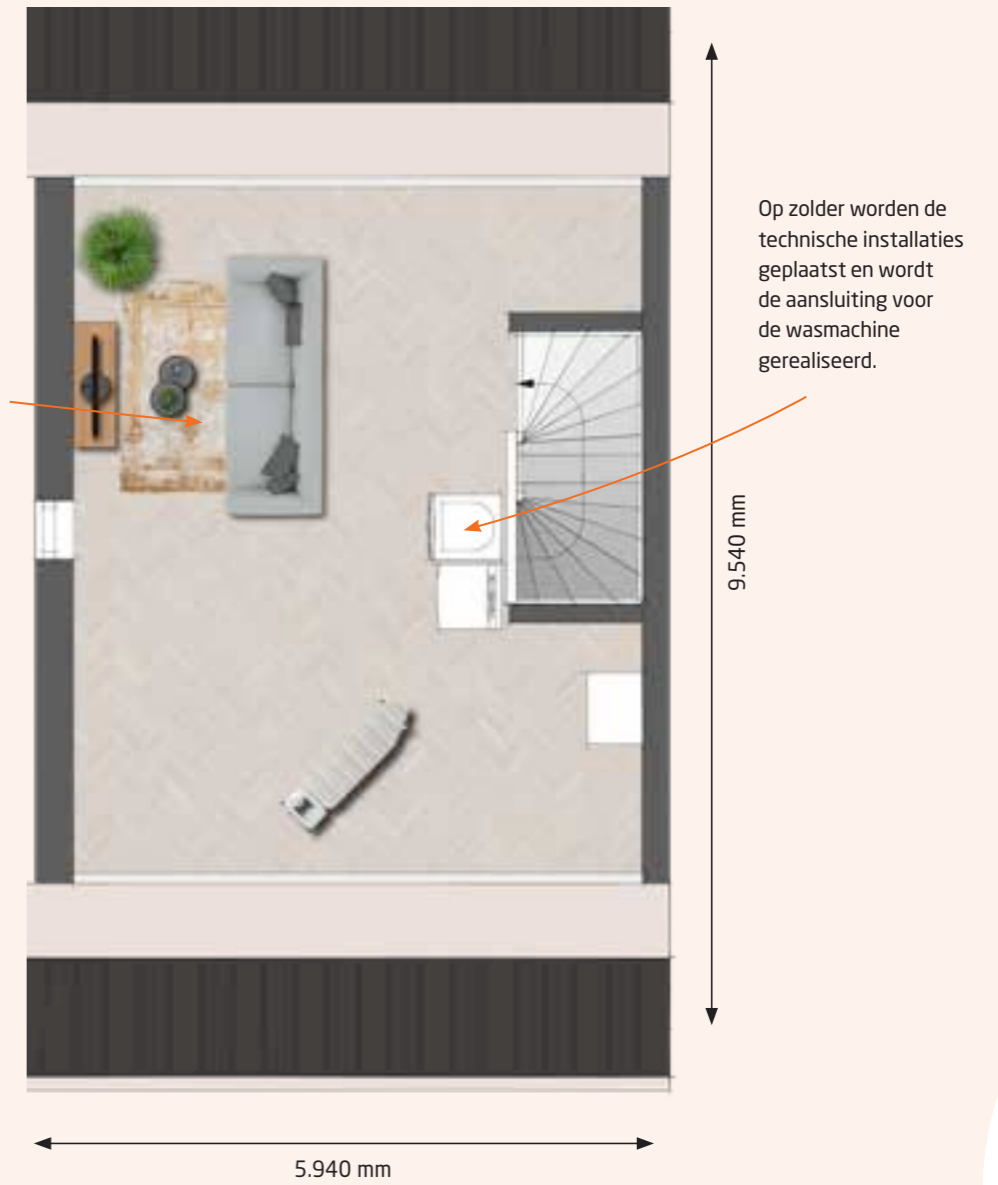 Op zolder worden de
technische installaties
geplaatst en wordt
de aansluiting voor
de wasmachine
gerealiseerd.
9.540 mm
5.940 mm